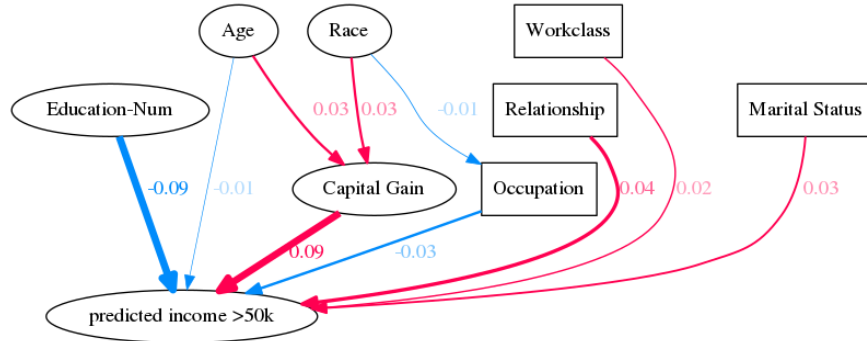 Age
Race
Workclass
Education-Num
0.03
0.03
-0.01
Relationship
Marital Status
-0.09
-0.01
Capital Gain
Occupation
0.04
0.02
0.03
0.09
-0.03
predicted income >50k